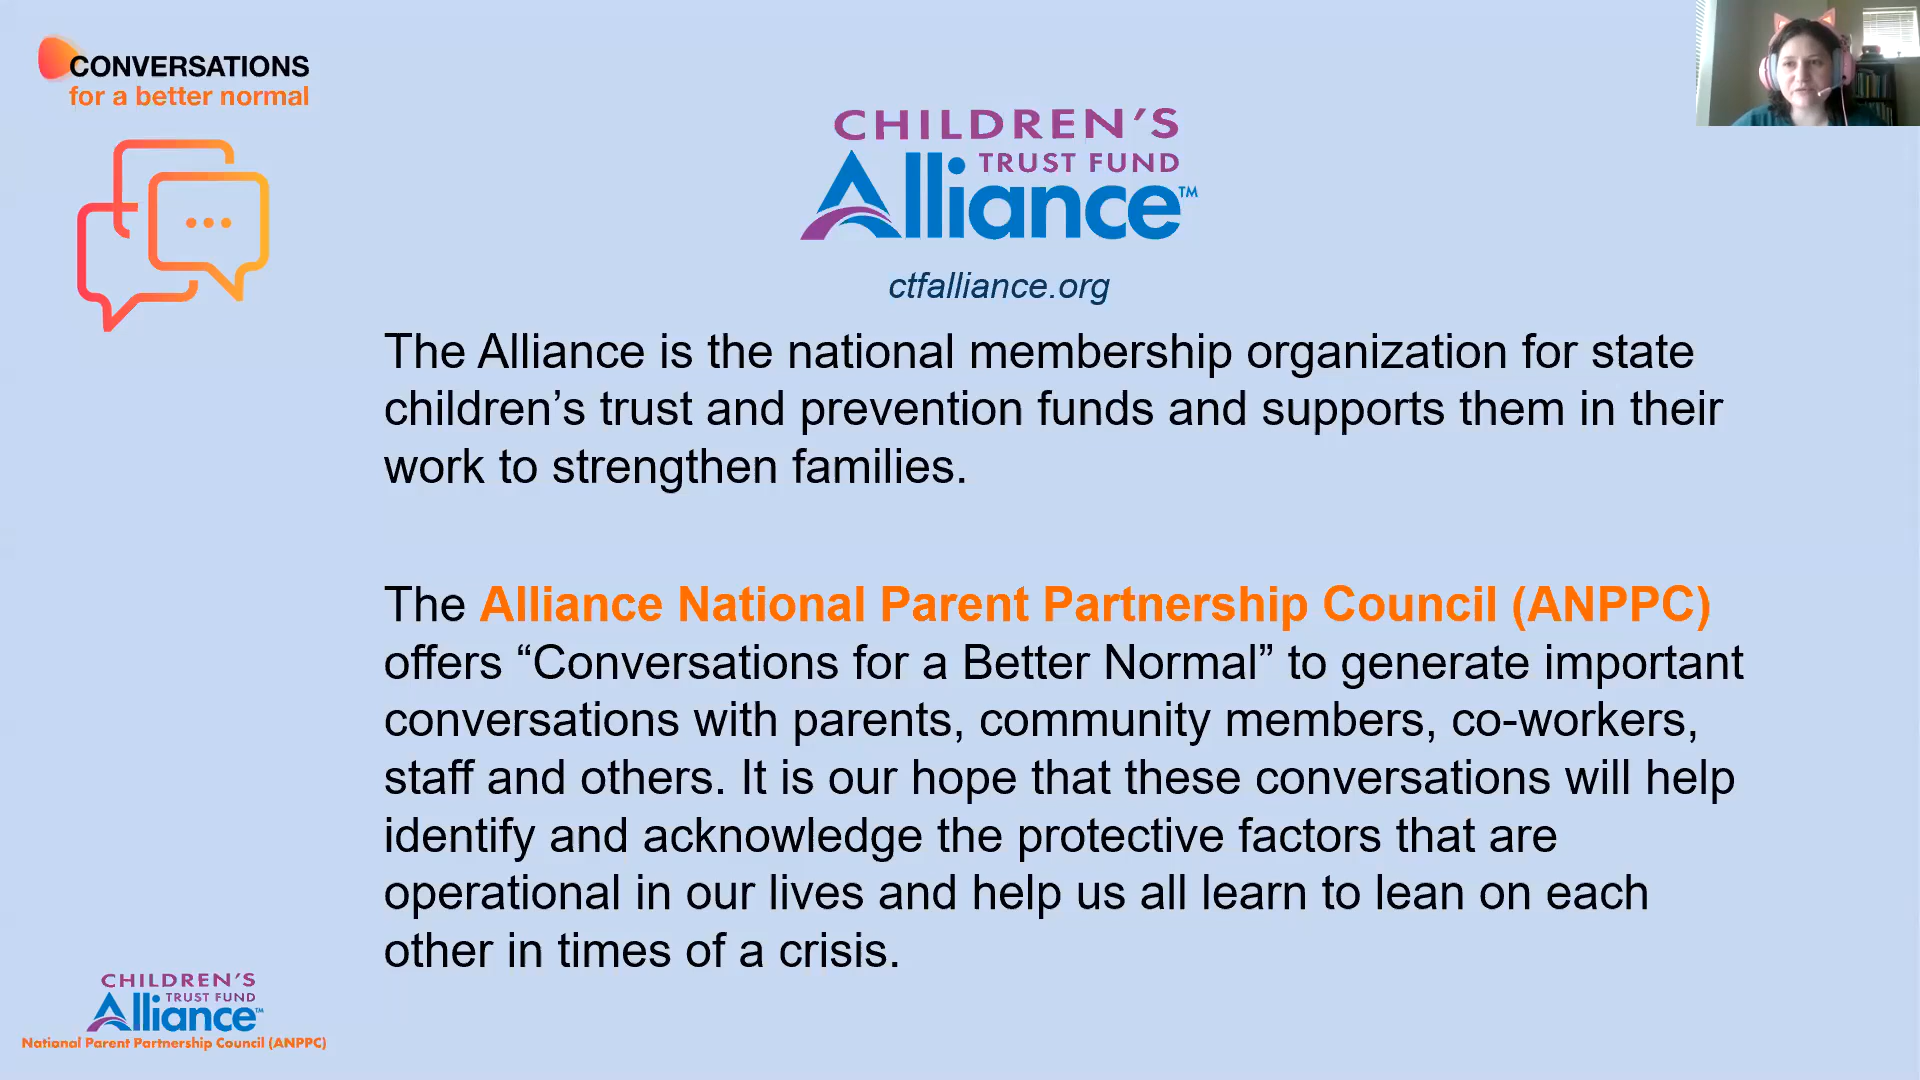 CONVERSATIONS
for a better normal
CHILDREN’S
TRUST FUND
Alliance™
ctfalliance.org
The Alliance is the national membership organization for state
children’s trust and prevention funds and supports them in their
work to strengthen families.
The Alliance National Parent Partnership Council (ANPPC)
offers “Conversations for a Better Normal” to generate important
conversations with parents, community members, co-workers,
staff and others. It is our hope that these conversations will help
identify and acknowledge the protective factors that are
operational in our lives and help us all learn to lean on each
other in times of a crisis.
CHILDREN’S
TRUST FUND
Alliance™
National Parent Partnership Council (ANPPC)